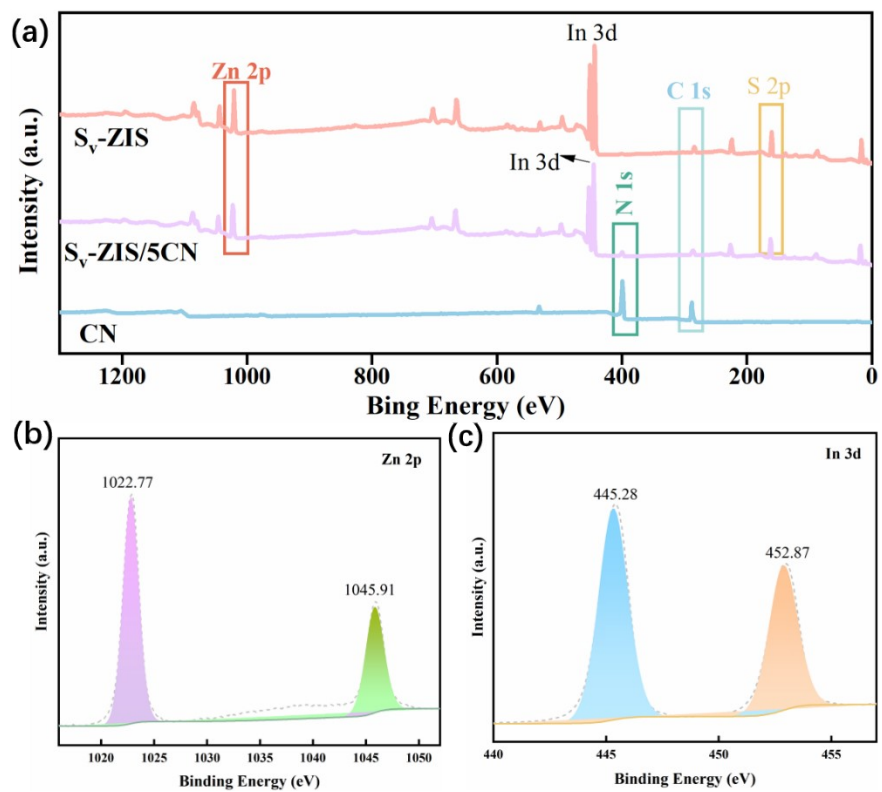 (a)
In 3d
Zn 2p
C 1s
S 2p
Sv-ZIS
In 3d
N 1s
Sv-ZIS/5CN
CN
Intensity (a.u.)
1200 1000 800 600 400 200 0
Bing Energy (eV)
(b)
Zn 2p
1022.77
1045.91
Intensity (a.u.)
1020 1025 1030 1035 1040 1045 1050
Binding Energy (eV)
(c)
In 3d
445.28
452.87
Intensity (a.u.)
440 445 450 455
Binding Energy (eV)